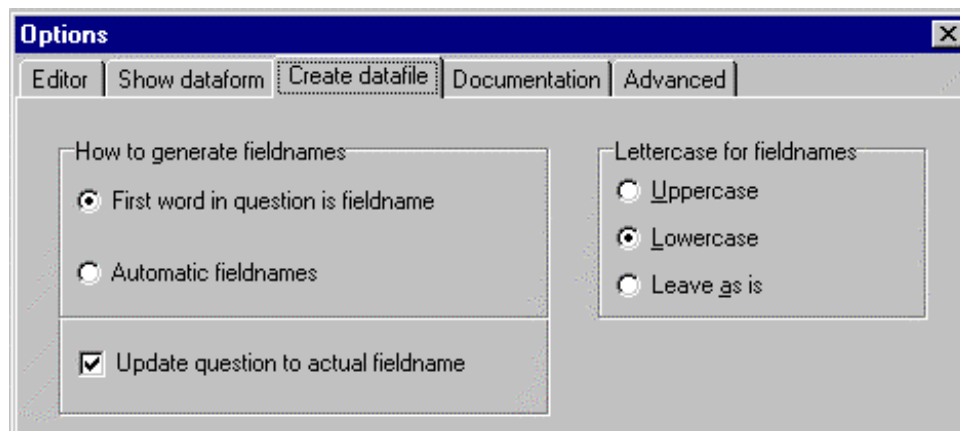 Options
Editor Show dataform Create datafile Documentation Advanced
How to generate fieldnames
First word in question is fieldname
Automatic fieldnames
Update question to actual fieldname
Lettercase for fieldnames
Uppercase
Lowercase
Leave as is